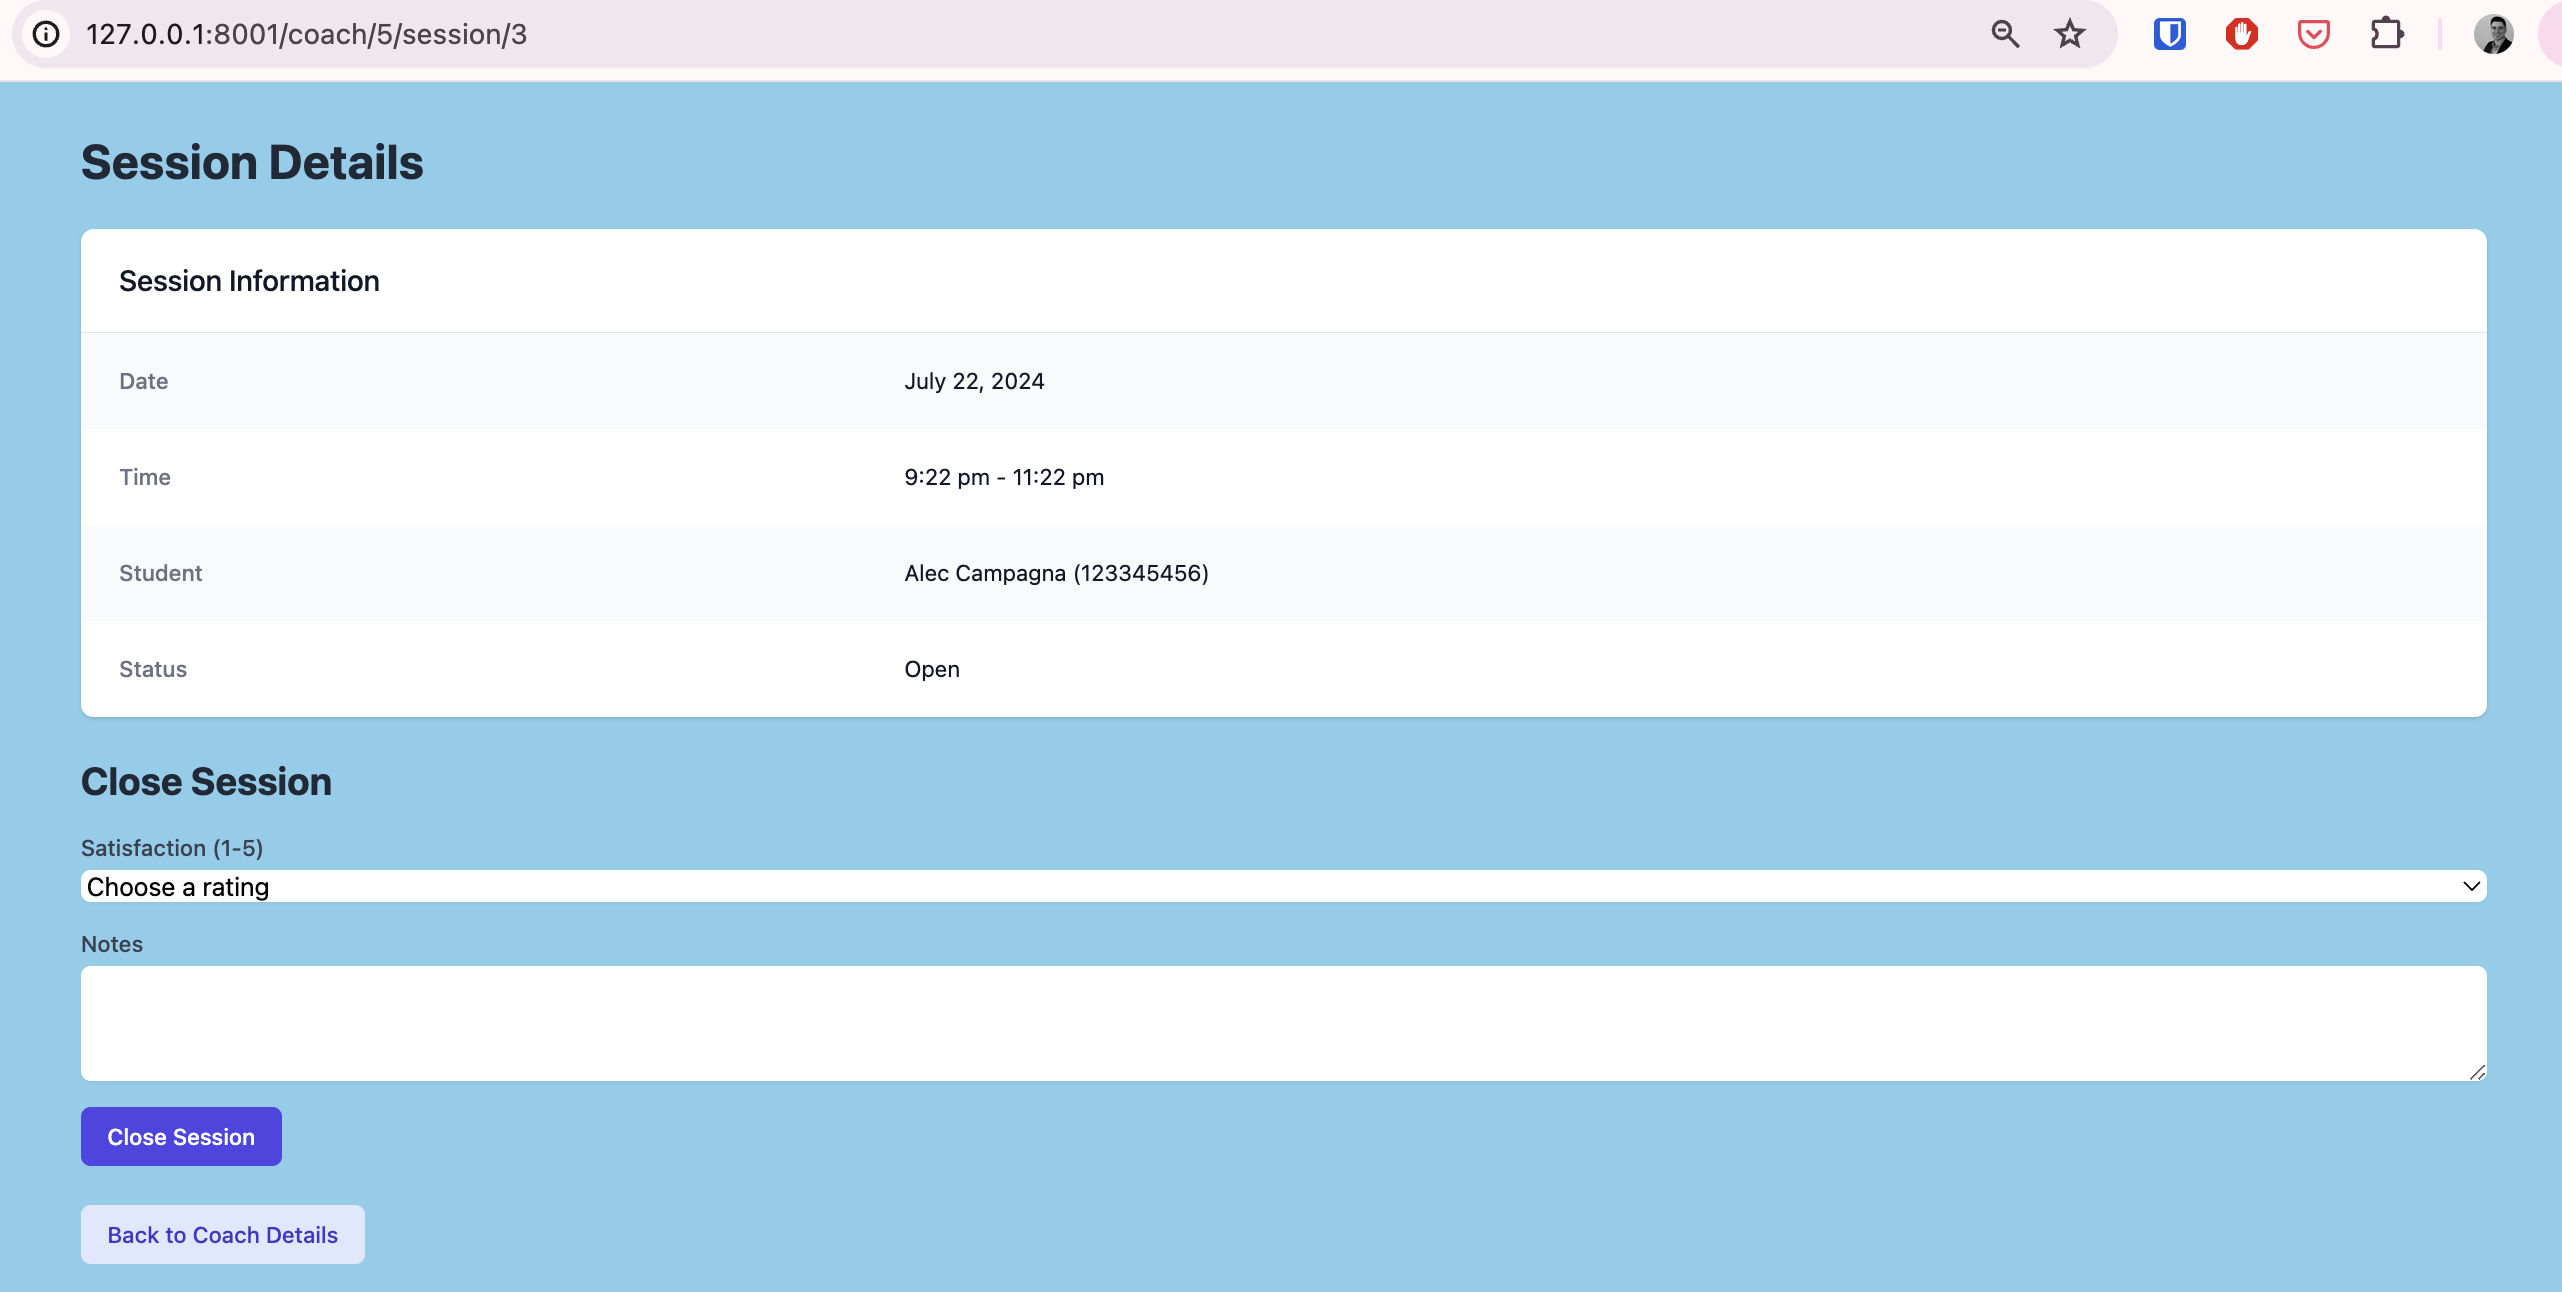 127.0.0.1:8001/coach/5/session/3
Session Details
Session Information
Date July 22, 2024
Time 9:22 pm - 11:22 pm
Student Alec Campagna (123345456)
Status Open
Close Session
Satisfaction (1-5)
Choose a rating
Notes
Close Session
Back to Coach Details